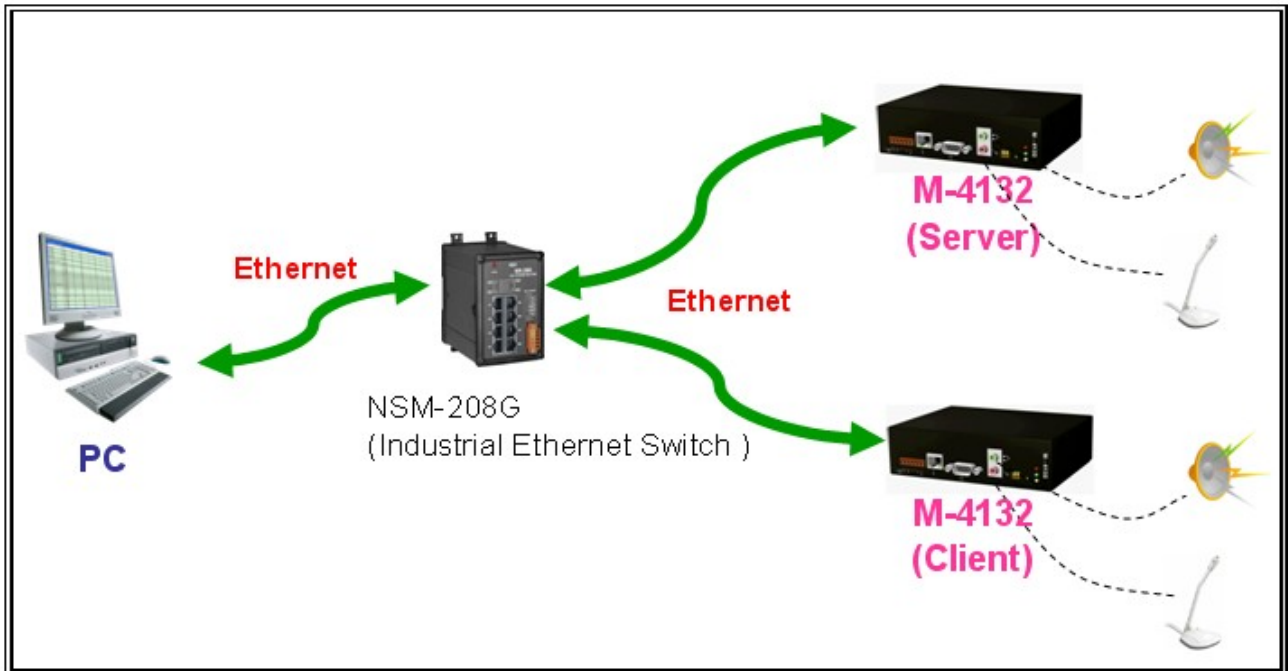 M-4132
(Server)
Ethernet
Ethernet
NSM-208G
(Industrial Ethernet Switch )
PC
M-4132
(Client)